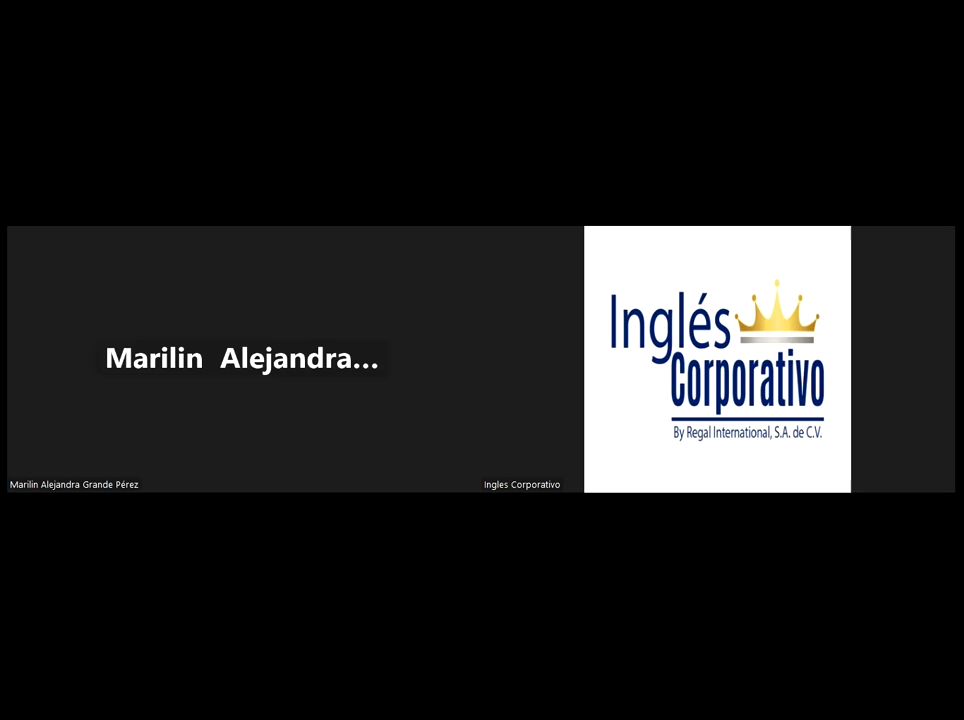 Marilin Alejandra...
Marilin Alejandra Grande Pérez
Inglés
Corporativo
By Regal International, S.A. de C.V.
Ingles Corporativo